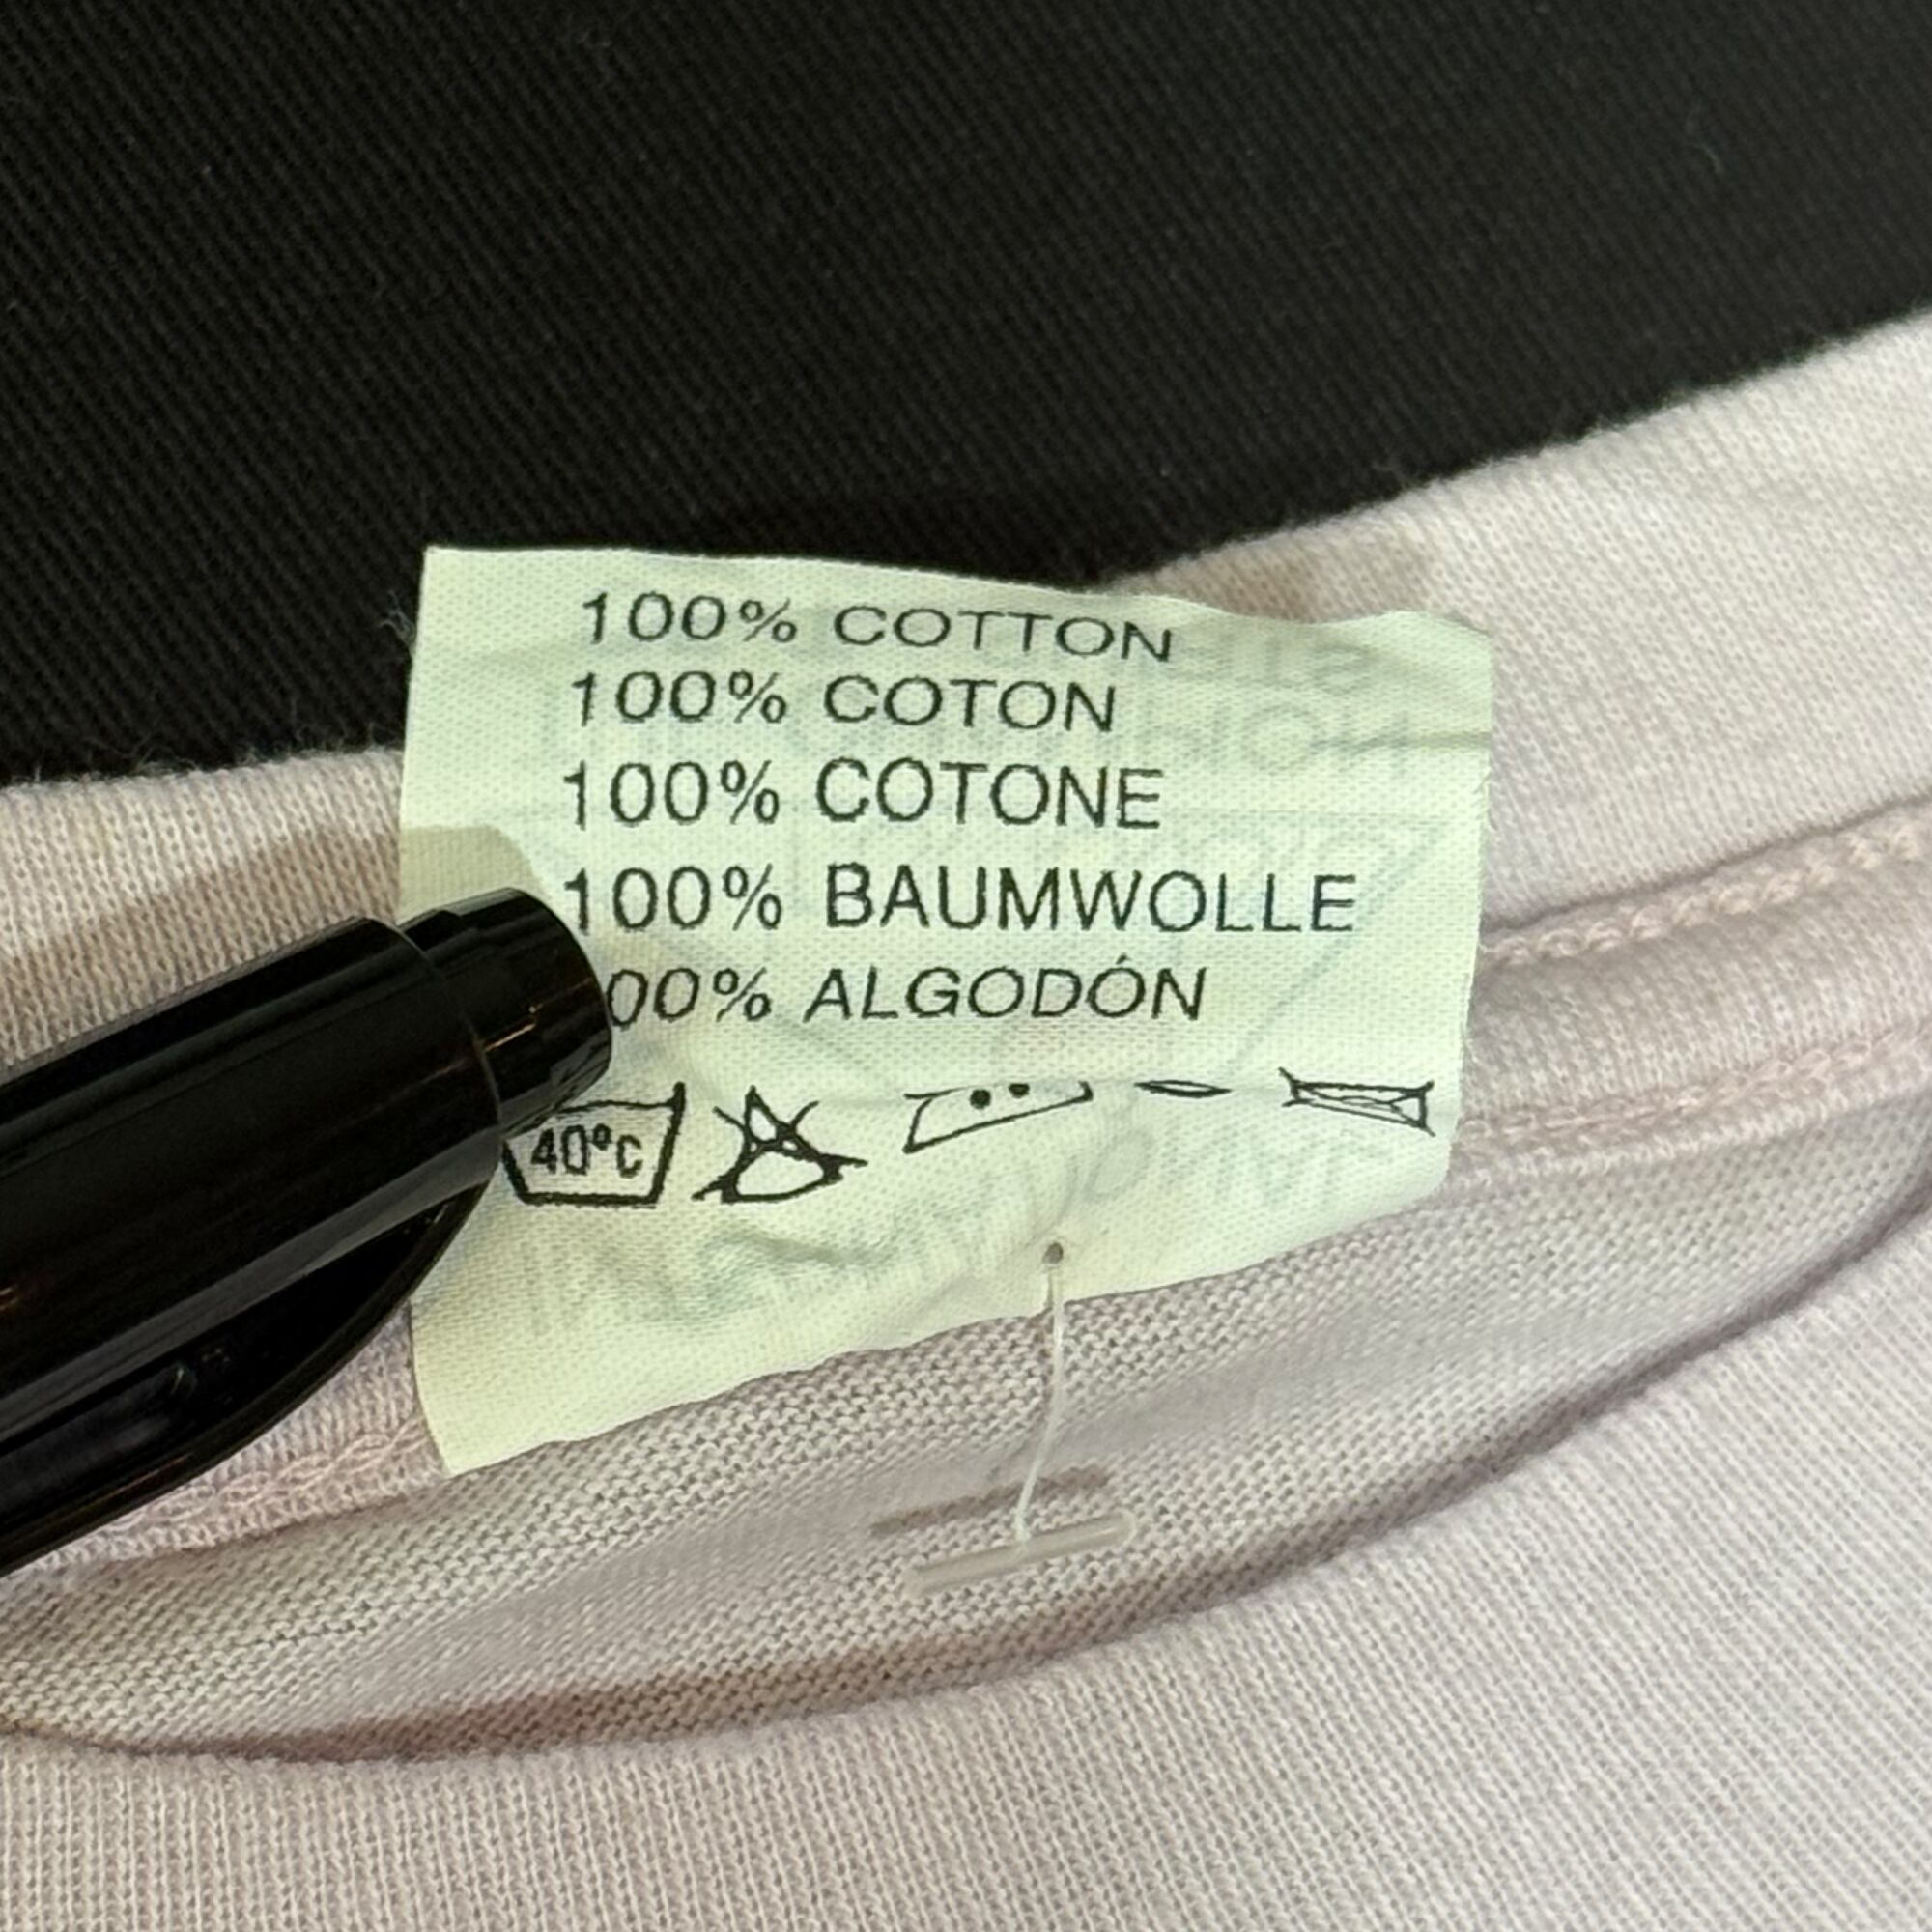 100% COTTON
100% COTON
100% COTONE
100% BAUMWOLLE
00% ALGODÓN
40°C